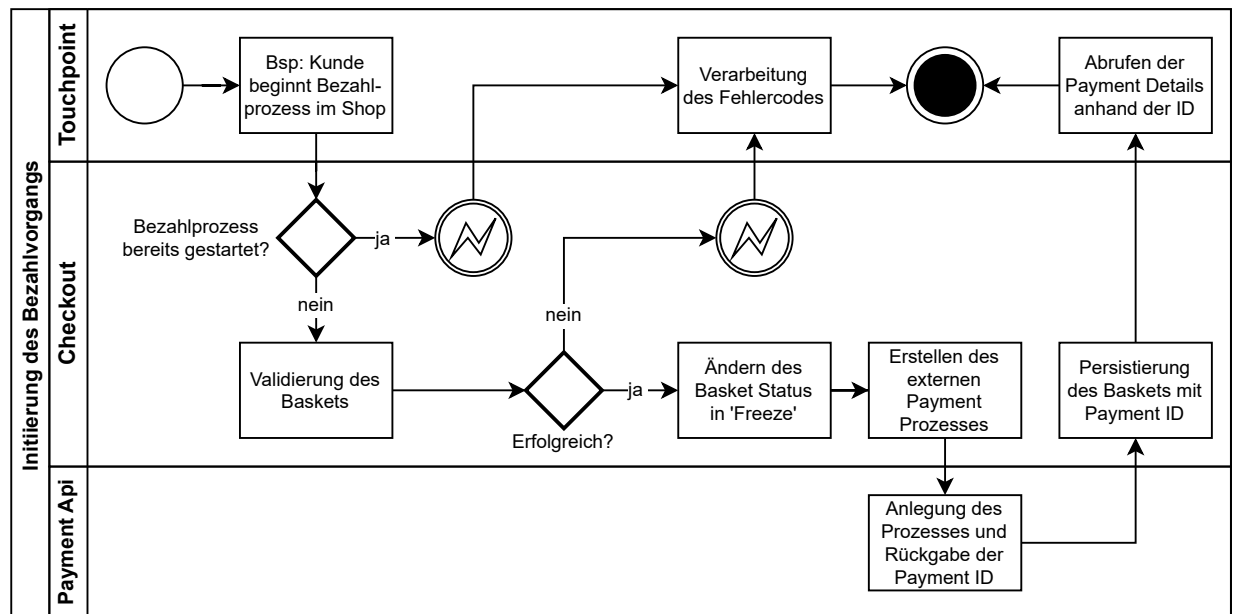 Initiierung des Bezahlvorgangs
Touchpoint
Bsp: Kunde
beginnt Bezahl-
prozess im Shop
Verarbeitung
des Fehlercodes
Abrufen der
Payment Details
anhand der ID
Checkout
Bezahlprozess
bereits gestartet?
ja
nein
nein
Validierung des
Baskets
Erfolgreich?
ja
Ändern des
Basket Status
in 'Freeze'
Erstellen des
externen
Payment
Prozesses
Persistierung
des Baskets mit
Payment ID
Payment Api
Anlegung des
Prozesses und
Rückgabe der
Payment ID